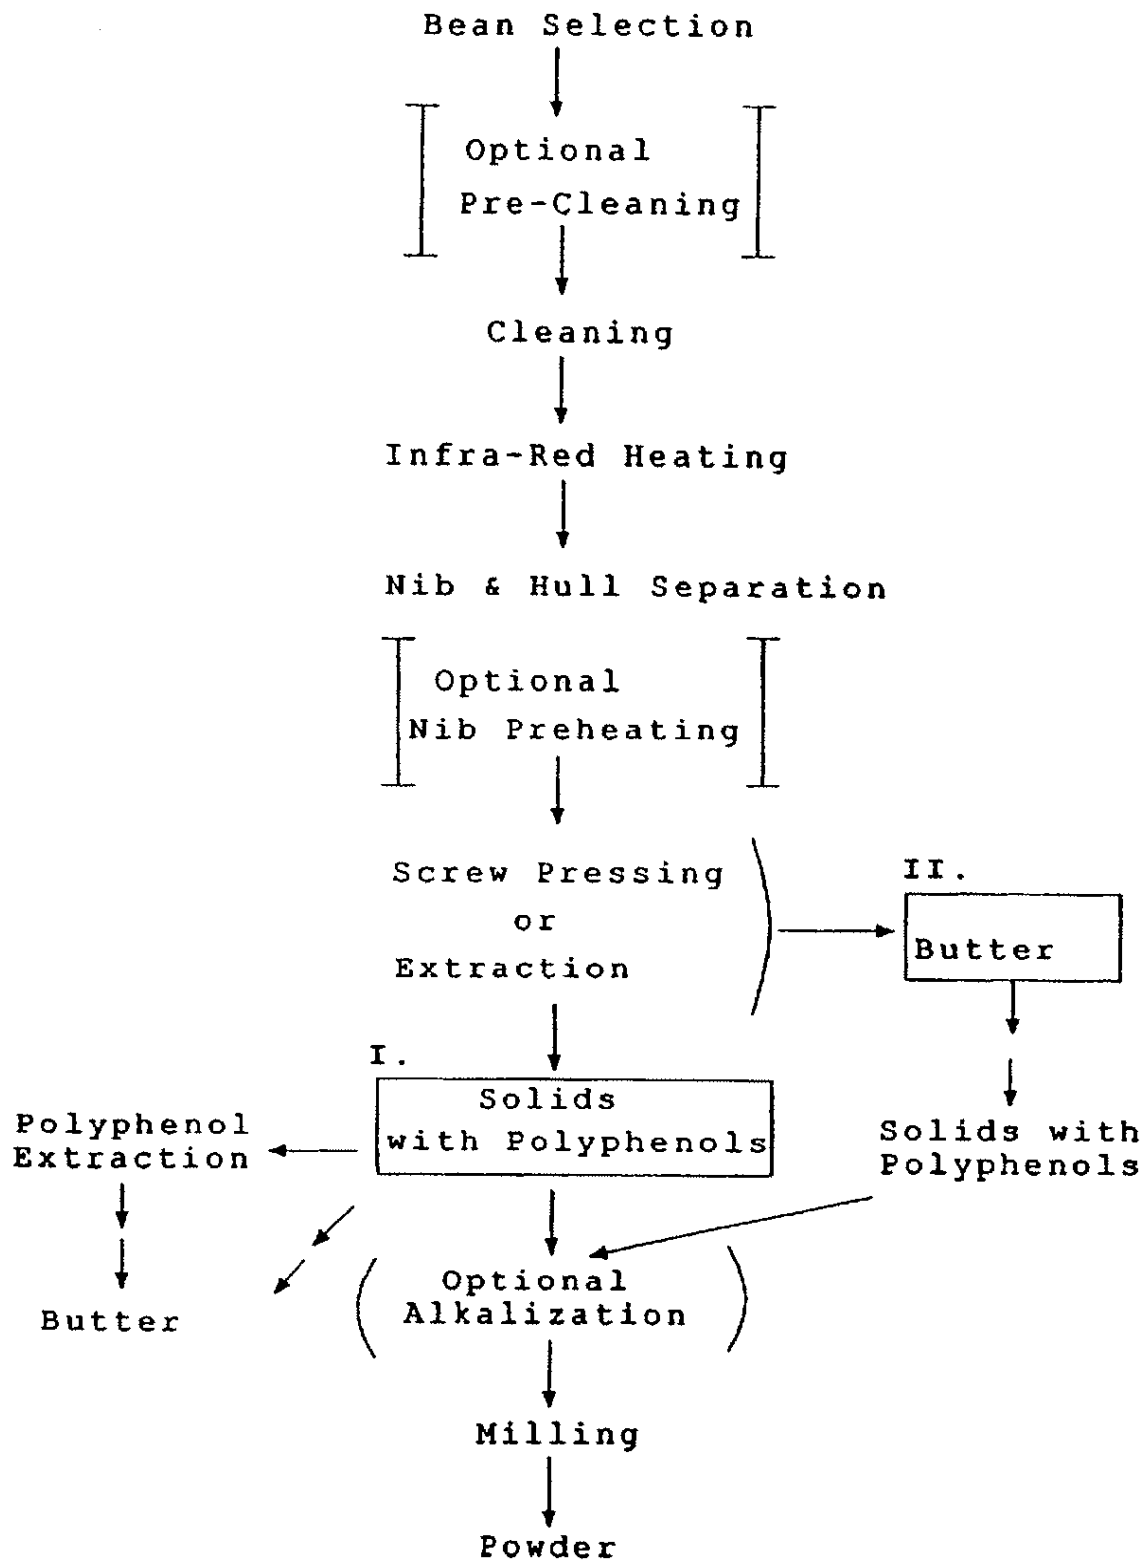 Bean Selection
Optional
Pre-Cleaning
Cleaning
Infra-Red Heating
Nib & Hull Separation
Optional
Nib Preheating
Screw Pressing
or
Extraction
II.
Butter
I.
Solids
with Polyphenols
Polyphenol
Extraction
Solids with
Polyphenols
Butter
Optional
Alkalization
Milling
Powder